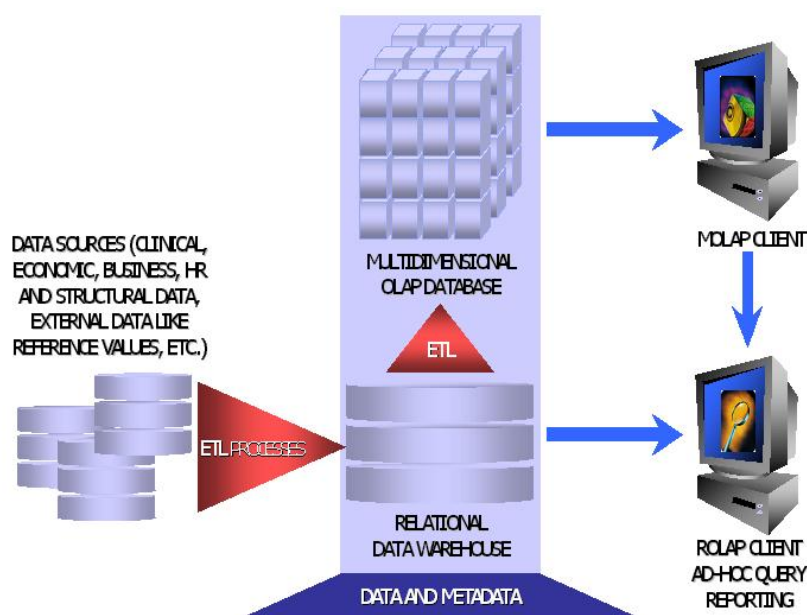 DATA SOURCES (CLINICAL,
ECONOMIC, BUSINESS, HR
AND STRUCTURAL DATA,
EXTERNAL DATA LIKE
REFERENCE VALUES, ETC.)
ETL PROCESSES
MULTIDIMENSIONAL
OLAP DATABASE
ETL
RELATIONAL
DATA WAREHOUSE
DATA AND METADATA
MOLAP CLIENT
ROLAP CLIENT
AD-HOC QUERY
REPORTING